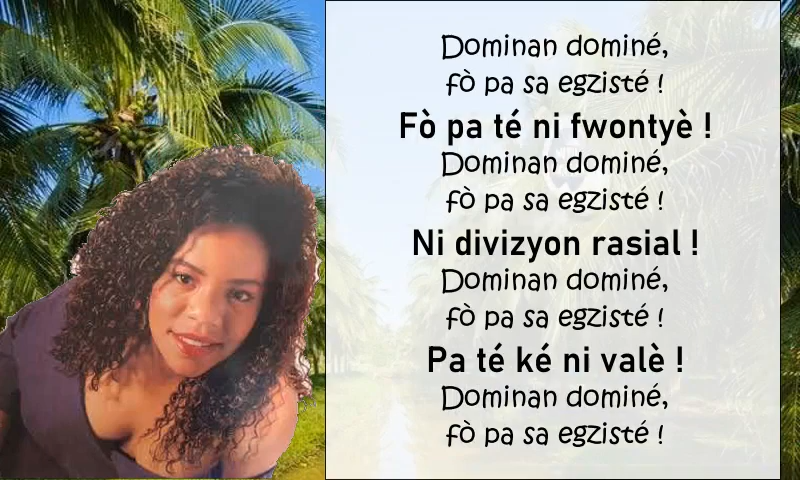 Dominan dominé,
fò pa sa egzisté !
Fò pa té ni fwontyè !
Dominan dominé,
fò pa sa egzisté !
Ni divizyon rasial !
Dominan dominé,
fò pa sa egzisté !
Pa té ké ni valè !
Dominan dominé,
fò pa sa egzisté !